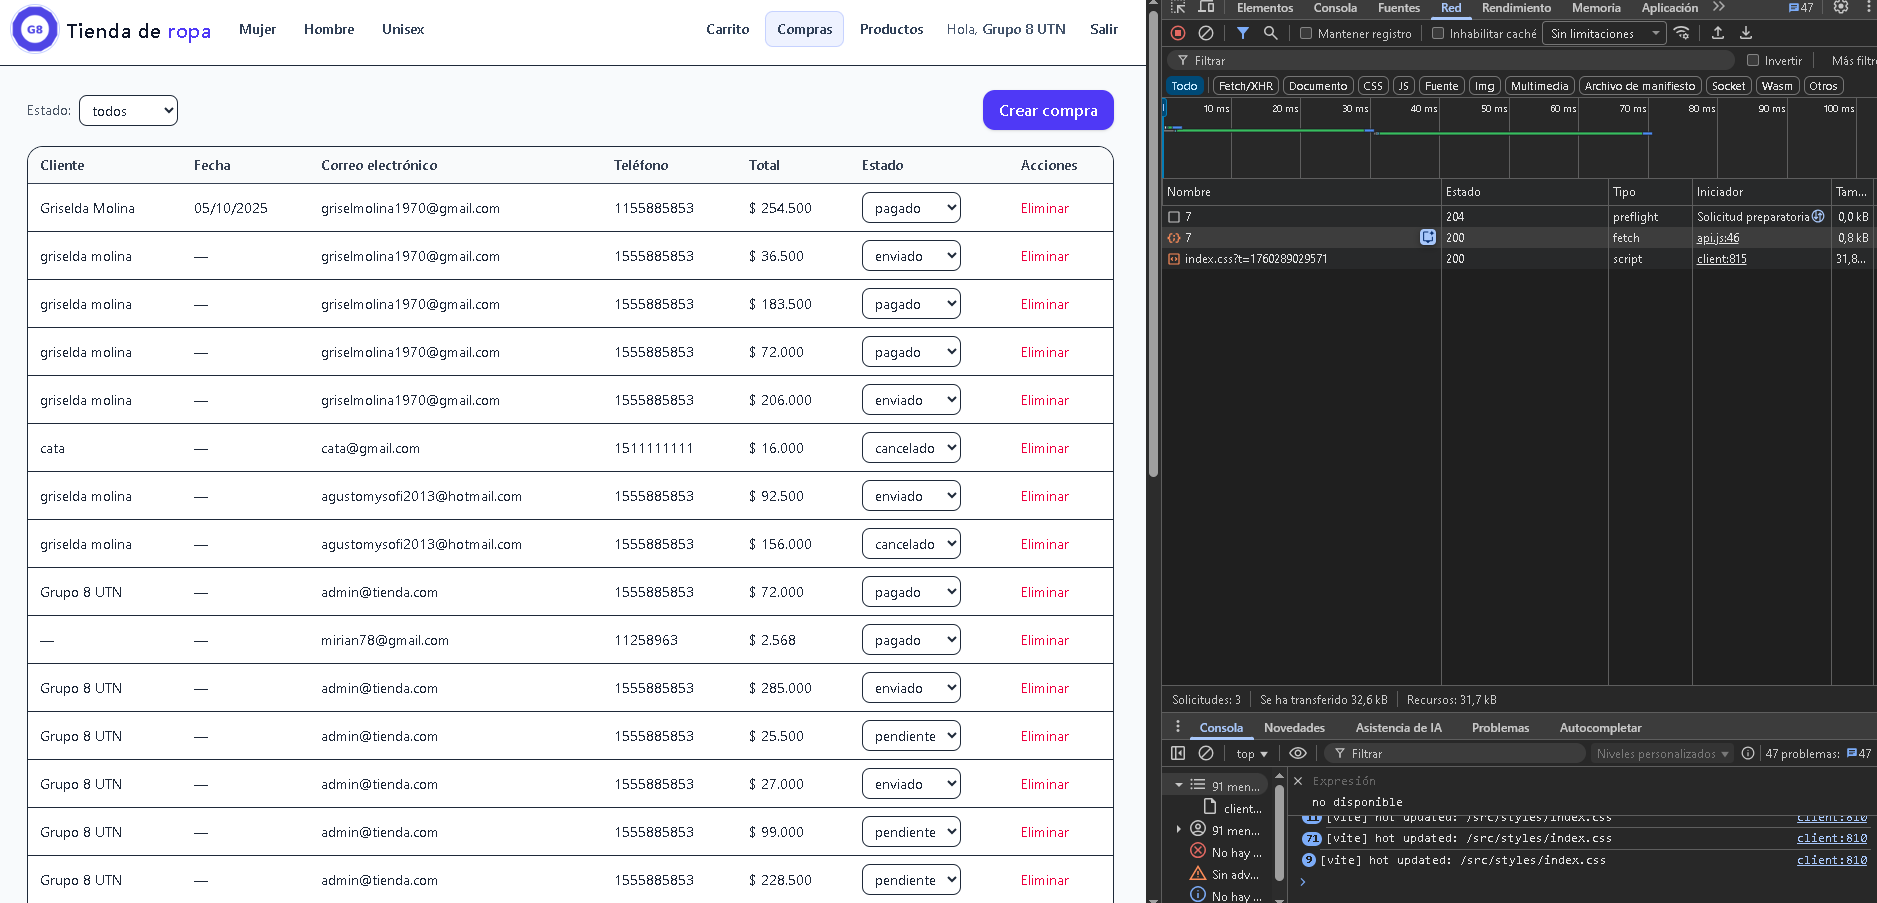 G8 Tienda de ropa Mujer Hombre Unisex Carrito Compras Productos Hola, Grupo 8 UTN Salir
Estado: todos Crear compra
Cliente Fecha Correo electrónico Teléfono Total Estado Acciones
Griselda Molina 05/10/2025 griselmolina1970@gmail.com 1155885853 $ 254.500 pagado Eliminar
griselda molina — griselmolina1970@gmail.com 1555885853 $ 36.500 enviado Eliminar
griselda molina — griselmolina1970@gmail.com 1555885853 $ 183.500 pagado Eliminar
griselda molina — griselmolina1970@gmail.com 1555885853 $ 72.000 pagado Eliminar
griselda molina — griselmolina1970@gmail.com 1555885853 $ 206.000 enviado Eliminar
cata — cata@gmail.com 1511111111 $ 16.000 cancelado Eliminar
griselda molina — agustomysofi2013@hotmail.com 1555885853 $ 92.500 enviado Eliminar
griselda molina — agustomysofi2013@hotmail.com 1555885853 $ 156.000 cancelado Eliminar
Grupo 8 UTN — admin@tienda.com 1555885853 $ 72.000 pagado Eliminar
— — mirian78@gmail.com 11258963 $ 2.568 pagado Eliminar
Grupo 8 UTN — admin@tienda.com 1555885853 $ 285.000 enviado Eliminar
Grupo 8 UTN — admin@tienda.com 1555885853 $ 25.500 pendiente Eliminar
Grupo 8 UTN — admin@tienda.com 1555885853 $ 27.000 enviado Eliminar
Grupo 8 UTN — admin@tienda.com 1555885853 $ 99.000 pendiente Eliminar
Grupo 8 UTN — admin@tienda.com 1555885853 $ 228.500 pendiente Eliminar
Elementos Consola Fuentes Red Rendimiento Memoria Aplicación 47
Mantener registro Inhabilitar caché Sin limitaciones
Filtrar Invertir Más filtr
Todo Fetch/XHR Documento CSS JS Fuente Img Multimedia Archivo de manifiesto Socket Wasm Otros
10 ms 20 ms 30 ms 40 ms 50 ms 60 ms 70 ms 80 ms 90 ms 100 ms
Nombre Estado Tipo Iniciador Tam...
7 204 preflight Solicitud preparatoria 0,0 kB
7 200 fetch api.js:46 0,8 kB
index.css?t=1760289029571 200 script client:815 31,8...
Solicitudes: 3 Se ha transferido 32,6 kB Recursos: 31,7 kB
Consola Novedades Asistencia de IA Problemas Autocompletar
top Filtrar Niveles personalizados 47 problemas: 47
91 men...
client...
91 men...
No hay ...
Sin adv...
No hay ...
Expresión
no disponible
11 [vite] hot updated: /src/styles/index.css client:810
71 [vite] hot updated: /src/styles/index.css client:810
9 [vite] hot updated: /src/styles/index.css client:810